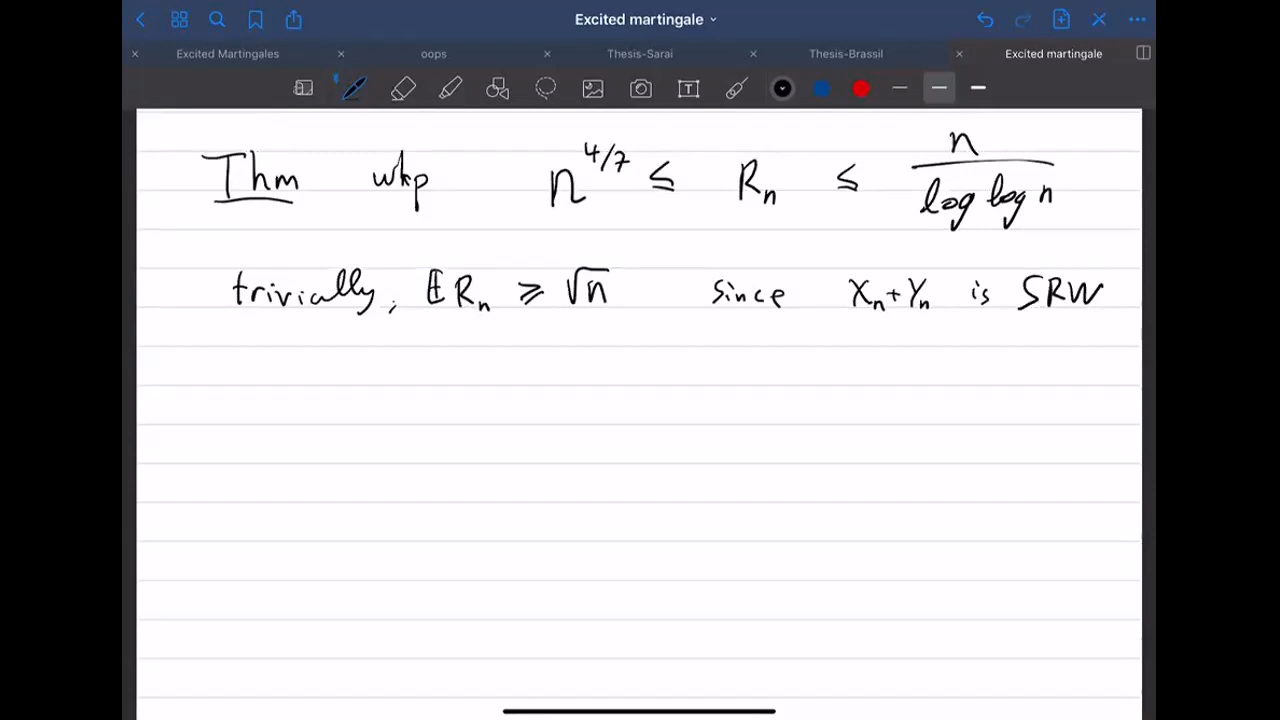 Excited martingale
Excited Martingales oops Thesis-Sarai Thesis-Brassil Excited martingale
T
Thm whp n^{4/7} ≤ R_n ≤ \frac{n}{log log n}
trivially, 𝔼 R_n ≥ √n since X_n + Y_n is SRW